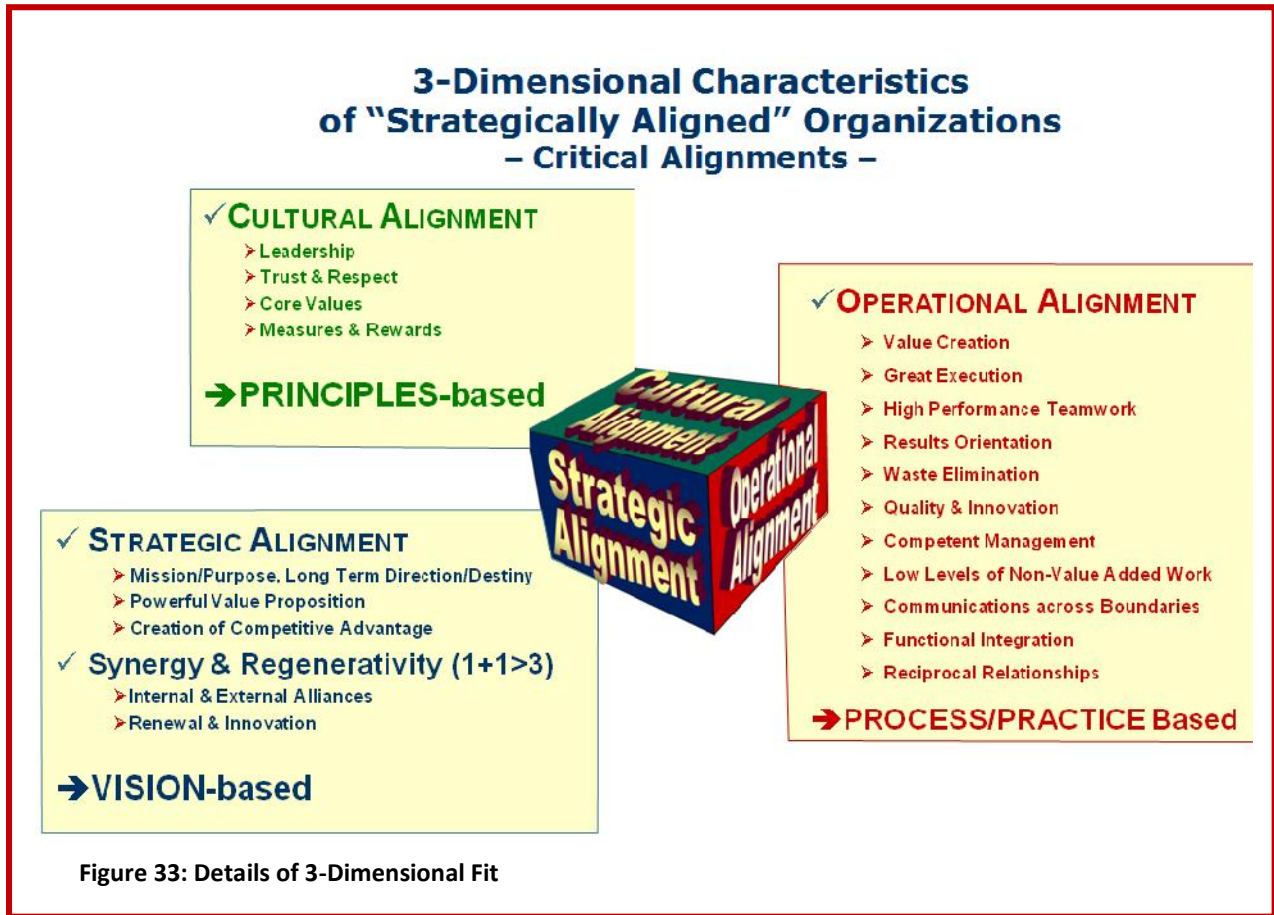 3-Dimensional Characteristics
of “Strategically Aligned” Organizations
– Critical Alignments –
✓CULTURAL ALIGNMENT
➢Leadership
➢Trust & Respect
➢Core Values
➢Measures & Rewards
➔PRINCIPLES-based
✓ STRATEGIC ALIGNMENT
➢Mission/Purpose, Long Term Direction/Destiny
➢Powerful Value Proposition
➢Creation of Competitive Advantage
✓ Synergy & Regenerativity (1+1>3)
➢Internal & External Alliances
➢Renewal & Innovation
➔VISION-based
Cultural
Alignment
Strategic
Alignment
Operational
Alignment
✓OPERATIONAL ALIGNMENT
➢ Value Creation
➢ Great Execution
➢ High Performance Teamwork
➢ Results Orientation
➢ Waste Elimination
➢ Quality & Innovation
➢ Competent Management
➢ Low Levels of Non-Value Added Work
➢ Communications across Boundaries
➢ Functional Integration
➢ Reciprocal Relationships
➔PROCESS/PRACTICE Based
Figure 33: Details of 3-Dimensional Fit